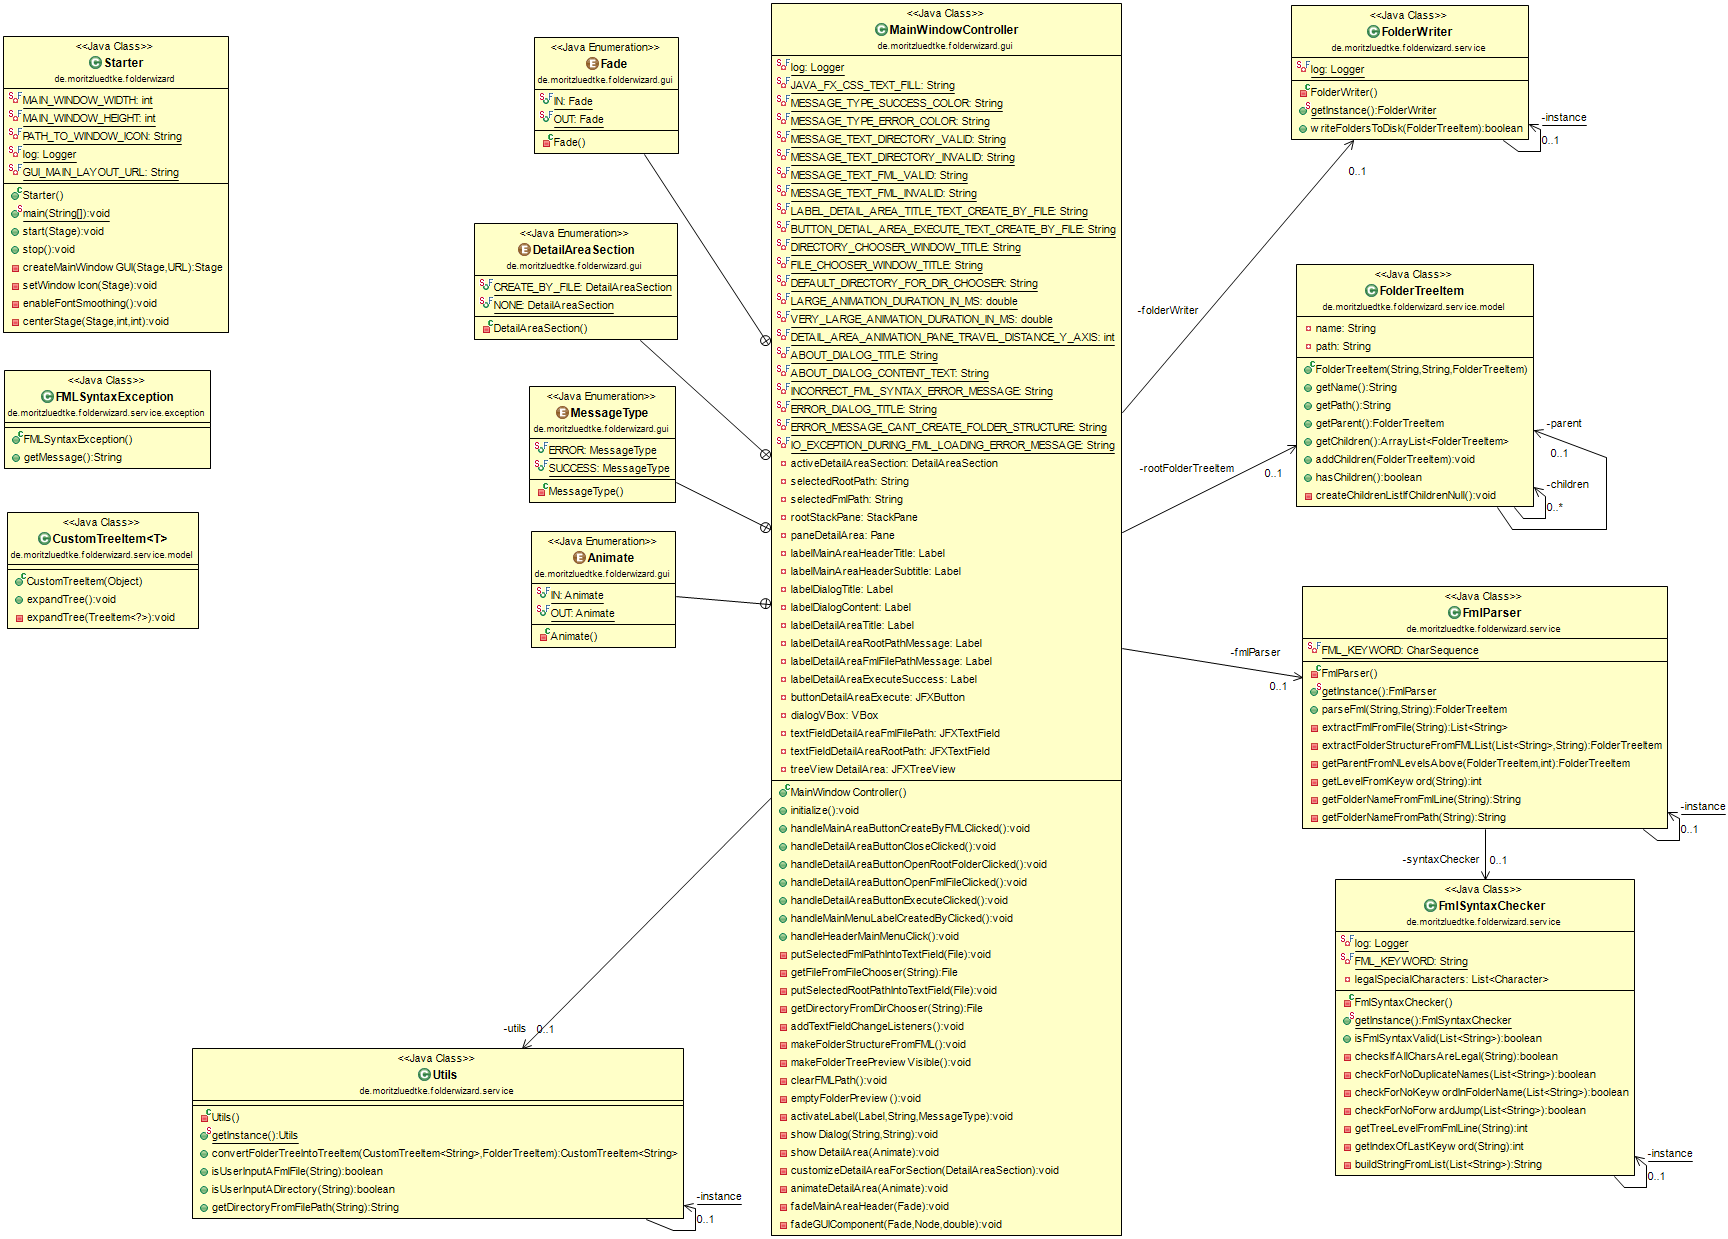 <<Java Class>>
Starter
de.moritzluedtke.folderwizard
MAIN_WINDOW_WIDTH: int
MAIN_WINDOW_HEIGHT: int
PATH_TO_WINDOW_ICON: String
log: Logger
GUI_MAIN_LAYOUT_URL: String
Starter()
main(String[]):void
start(Stage):void
stop():void
createMainWindowGUI(Stage,URL):Stage
setWindowIcon(Stage):void
enableFontSmoothing():void
centerStage(Stage,int,int):void
<<Java Class>>
FMLSyntaxException
de.moritzluedtke.folderwizard.service.exception
FMLSyntaxException()
getMessage():String
<<Java Class>>
CustomTreeItem<T>
de.moritzluedtke.folderwizard.service.model
CustomTreeItem(Object)
expandTree():void
expandTree(TreeItem<?>):void
<<Java Enumeration>>
Fade
de.moritzluedtke.folderwizard.gui
IN: Fade
OUT: Fade
Fade()
<<Java Enumeration>>
DetailAreaSection
de.moritzluedtke.folderwizard.gui
CREATE_BY_FILE: DetailAreaSection
NONE: DetailAreaSection
DetailAreaSection()
<<Java Enumeration>>
MessageType
de.moritzluedtke.folderwizard.gui
ERROR: MessageType
SUCCESS: MessageType
MessageType()
<<Java Enumeration>>
Animate
de.moritzluedtke.folderwizard.gui
IN: Animate
OUT: Animate
Animate()
<<Java Class>>
MainWindowController
de.moritzluedtke.folderwizard.gui
log: Logger
JAVA_FX_CSS_TEXT_FILL: String
MESSAGE_TYPE_SUCCESS_COLOR: String
MESSAGE_TYPE_ERROR_COLOR: String
MESSAGE_TEXT_DIRECTORY_VALID: String
MESSAGE_TEXT_DIRECTORY_INVALID: String
MESSAGE_TEXT_FML_VALID: String
MESSAGE_TEXT_FML_INVALID: String
LABEL_DETAIL_AREA_TITLE_TEXT_CREATE_BY_FILE: String
BUTTON_DETIAL_AREA_EXECUTE_TEXT_CREATE_BY_FILE: String
DIRECTORY_CHOOSER_WINDOW_TITLE: String
FILE_CHOOSER_WINDOW_TITLE: String
DEFAULT_DIRECTORY_FOR_DIR_CHOOSER: String
LARGE_ANIMATION_DURATION_IN_MS: double
VERY_LARGE_ANIMATION_DURATION_IN_MS: double
DETAIL_AREA_ANIMATION_PANE_TRAVEL_DISTANCE_Y_AXIS: int
ABOUT_DIALOG_TITLE: String
ABOUT_DIALOG_CONTENT_TEXT: String
INCORRECT_FML_SYNTAX_ERROR_MESSAGE: String
ERROR_DIALOG_TITLE: String
ERROR_MESSAGE_CANT_CREATE_FOLDER_STRUCTURE: String
IO_EXCEPTION_DURING_FML_LOADING_ERROR_MESSAGE: String
activeDetailAreaSection: DetailAreaSection
selectedRootPath: String
selectedFmlPath: String
rootStackPane: StackPane
paneDetailArea: Pane
labelMainAreaHeaderTitle: Label
labelMainAreaHeaderSubtitle: Label
labelDialogTitle: Label
labelDialogContent: Label
labelDetailAreaTitle: Label
labelDetailAreaRootPathMessage: Label
labelDetailAreaFmlFilePathMessage: Label
labelDetailAreaExecuteSuccess: Label
buttonDetailAreaExecute: JFXButton
dialogVBox: VBox
textFieldDetailAreaFmlFilePath: JFXTextField
textFieldDetailAreaRootPath: JFXTextField
treeViewDetailArea: JFXTreeView
MainWindowController()
initialize():void
handleMainAreaButtonCreateByFMLClicked():void
handleDetailAreaButtonCloseClicked():void
handleDetailAreaButtonOpenRootFolderClicked():void
handleDetailAreaButtonOpenFmlFileClicked():void
handleDetailAreaButtonExecuteClicked():void
handleMainMenuLabelCreatedByClicked():void
handleHeaderMainMenuClick():void
putSelectedFmlPathIntoTextField(File):void
getFileFromFileChooser(String):File
putSelectedRootPathIntoTextField(File):void
getDirectoryFromDirChooser(String):File
addTextFieldChangeListeners():void
makeFolderStructureFromFML():void
makeFolderTreePreviewVisible():void
clearFMLPath():void
emptyFolderPreview():void
activateLabel(Label,String,MessageType):void
showDialog(String,String):void
showDetailArea(Animate):void
customizeDetailAreaForSection(DetailAreaSection):void
animateDetailArea(Animate):void
fadeMainAreaHeader(Fade):void
fadeGUIComponent(Fade,Node,double):void
-utils
0..1
<<Java Class>>
Utils
de.moritzluedtke.folderwizard.service
Utils()
getInstance():Utils
convertFolderTreeIntoTreeItem(CustomTreeItem<String>,FolderTreeItem):CustomTreeItem<String>
isUserInputAFmlFile(String):boolean
isUserInputADirectory(String):boolean
getDirectoryFromFilePath(String):String
-instance
0..1
<<Java Class>>
FolderWriter
de.moritzluedtke.folderwizard.service
log: Logger
FolderWriter()
getInstance():FolderWriter
writeFoldersToDisk(FolderTreeItem):boolean
-instance
0..1
0..1
-folderWriter
<<Java Class>>
FolderTreeItem
de.moritzluedtke.folderwizard.service.model
name: String
path: String
FolderTreeItem(String,String,FolderTreeItem)
getName():String
getPath():String
getParent():FolderTreeItem
getChildren():ArrayList<FolderTreeItem>
addChildren(FolderTreeItem):void
hasChildren():boolean
createChildrenListIfChildrenNull():void
-parent
0..1
-children
0..*
-rootFolderTreeItem
0..1
<<Java Class>>
FmlParser
de.moritzluedtke.folderwizard.service
FML_KEYWORD: CharSequence
FmlParser()
getInstance():FmlParser
parseFml(String,String):FolderTreeItem
extractFmlFromFile(String):List<String>
extractFolderStructureFromFMLList(List<String>,String):FolderTreeItem
getParentFromNLevelsAbove(FolderTreeItem,int):FolderTreeItem
getLevelFromKeyword(String):int
getFolderNameFromFmlLine(String):String
getFolderNameFromPath(String):String
-fmlParser
0..1
-instance
0..1
-syntaxChecker
0..1
<<Java Class>>
FmlSyntaxChecker
de.moritzluedtke.folderwizard.service
log: Logger
FML_KEYWORD: String
legalSpecialCharacters: List<Character>
FmlSyntaxChecker()
getInstance():FmlSyntaxChecker
isFmlSyntaxValid(List<String>):boolean
checksIfAllCharsAreLegal(String):boolean
checkForNoDuplicateNames(List<String>):boolean
checkForNoKeywordInFolderName(List<String>):boolean
checkForNoForwardJump(List<String>):boolean
getTreeLevelFromFmlLine(String):int
getIndexOfLastKeyword(String):int
buildStringFromList(List<String>):String
-instance
0..1